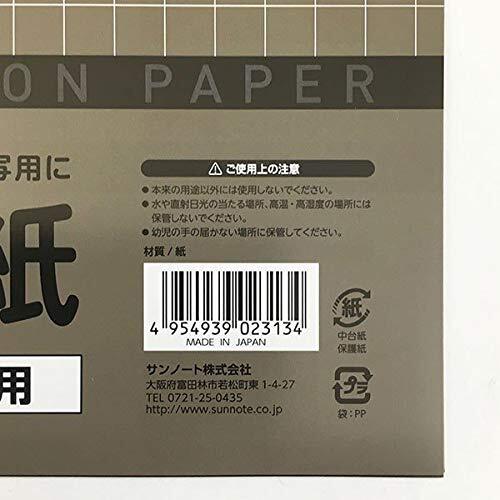 ON PAPER
写用に
紙
用
ご使用上の注意
●本来の用途以外には使用しないでください。
●水や直射日光の当たる場所、高温・高湿度の場所には
保管しないでください。
●幼児の手の届かない場所に保管してください。
材質/紙
4 954939 023134
MADE IN JAPAN
サンノート株式会社
大阪府富田林市若松町東1-4-27
TEL 0721-25-0435
http://www.sunnote.co.jp
紙
中台紙
保護紙
プラ
袋:PP